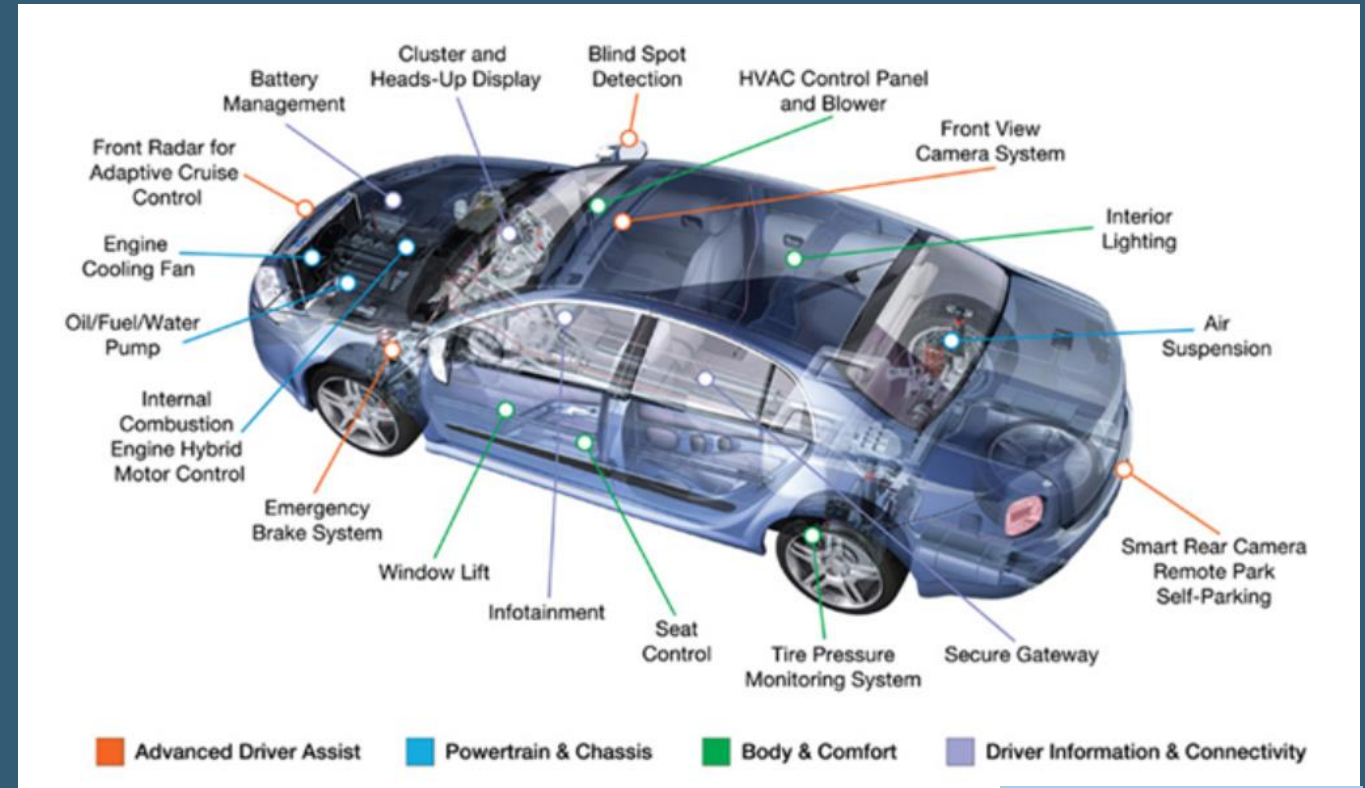 Cluster and
Heads-Up Display
Blind Spot
Detection
Battery
Management
HVAC Control Panel
and Blower
Front View
Camera System
Front Radar for
Adaptive Cruise
Control
Interior
Lighting
Engine
Cooling Fan
Oil/Fuel/Water
Pump
Air
Suspension
Internal
Combustion
Engine Hybrid
Motor Control
Emergency
Brake System
Window Lift
Infotainment
Seat
Control
Tire Pressure
Monitoring System
Secure Gateway
Smart Rear Camera
Remote Park
Self-Parking
Advanced Driver Assist
Powertrain & Chassis
Body & Comfort
Driver Information & Connectivity